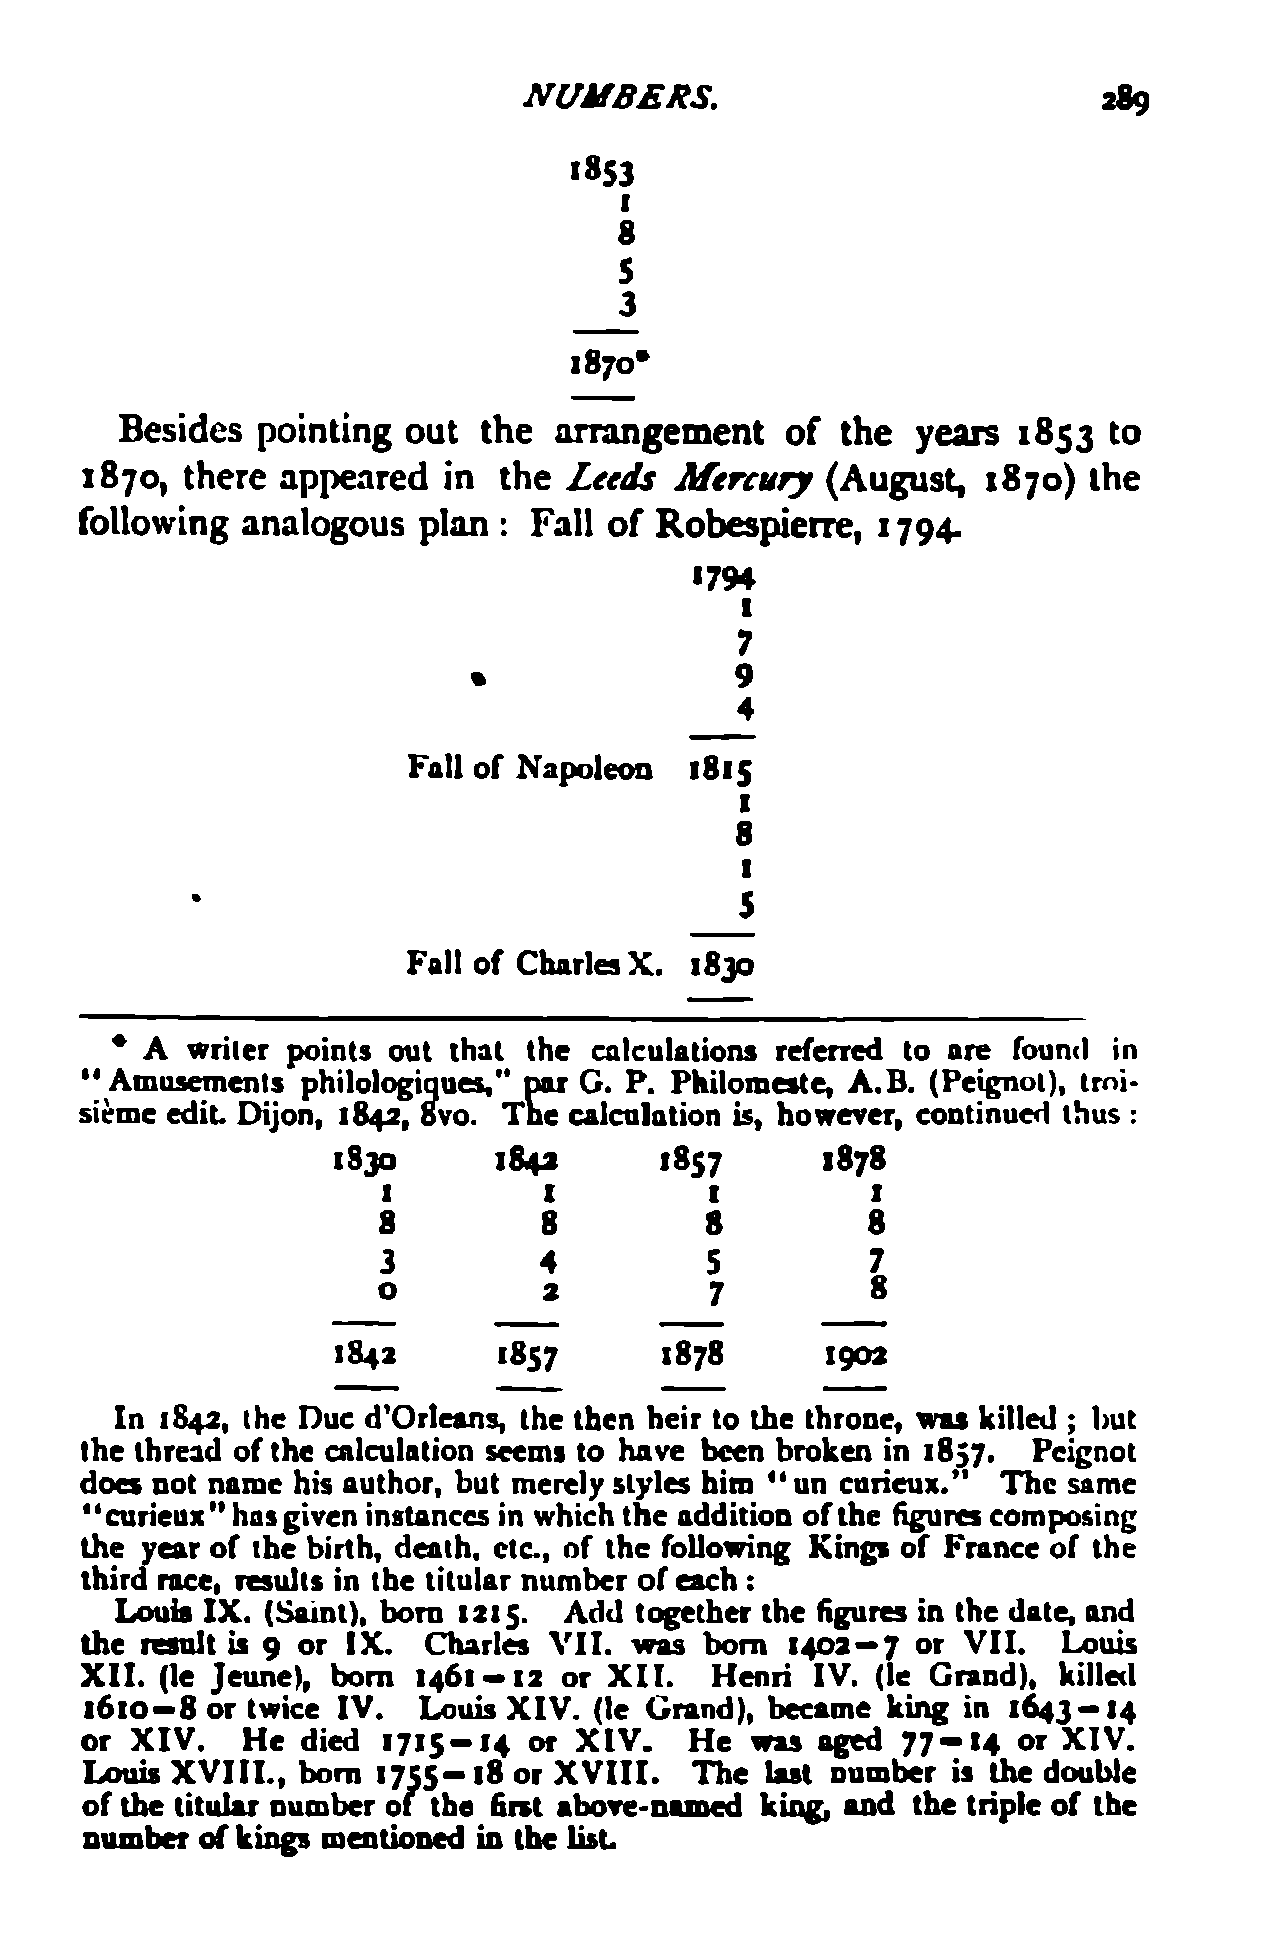 NUMBERS. 289
1853
1
8
5
3
1870*
Besides pointing out the arrangement of the years 1853 to
1870, there appeared in the Leeds Mercury (August, 1870) the
following analogous plan : Fall of Robespierre, 1794.
1794
1
7
9
4
Fall of Napoleon 1815
1
8
1
5
Fall of Charles X. 1830
* A writer points out that the calculations referred to are found in
"Amusements philologiques," par G. P. Philomeste, A.B. (Peignot), troi-
sième edit. Dijon, 1842, 8vo. The calculation is, however, continued thus :
1830 1842 1857 1878
1 1 1 1
8 8 8 8
3 4 5 7
0 2 7 8
1842 1857 1878 1902
In 1842, the Duc d'Orleans, the then heir to the throne, was killed ; but
the thread of the calculation seems to have been broken in 1857. Peignot
does not name his author, but merely styles him "un curieux." The same
"curieux" has given instances in which the addition of the figures composing
the year of the birth, death, etc., of the following Kings of France of the
third race, results in the titular number of each :
Louis IX. (Saint), born 1215. Add together the figures in the date, and
the result is 9 or IX. Charles VII. was born 1402—7 or VII. Louis
XII. (le Jeune), born 1461—12 or XII. Henri IV. (le Grand), killed
1610—8 or twice IV. Louis XIV. (le Grand), became king in 1643—14
or XIV. He died 1715—14 or XIV. He was aged 77—14 or XIV.
Louis XVIII., born 1755—18 or XVIII. The last number is the double
of the titular number of the first above-named king, and the triple of the
number of kings mentioned in the list.